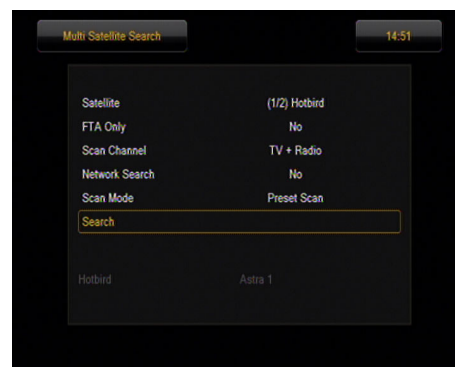 Multi Satellite Search 14:51
Satellite (1/2) Hotbird
FTA Only No
Scan Channel TV + Radio
Network Search No
Scan Mode Preset Scan
Search
Hotbird Astra 1